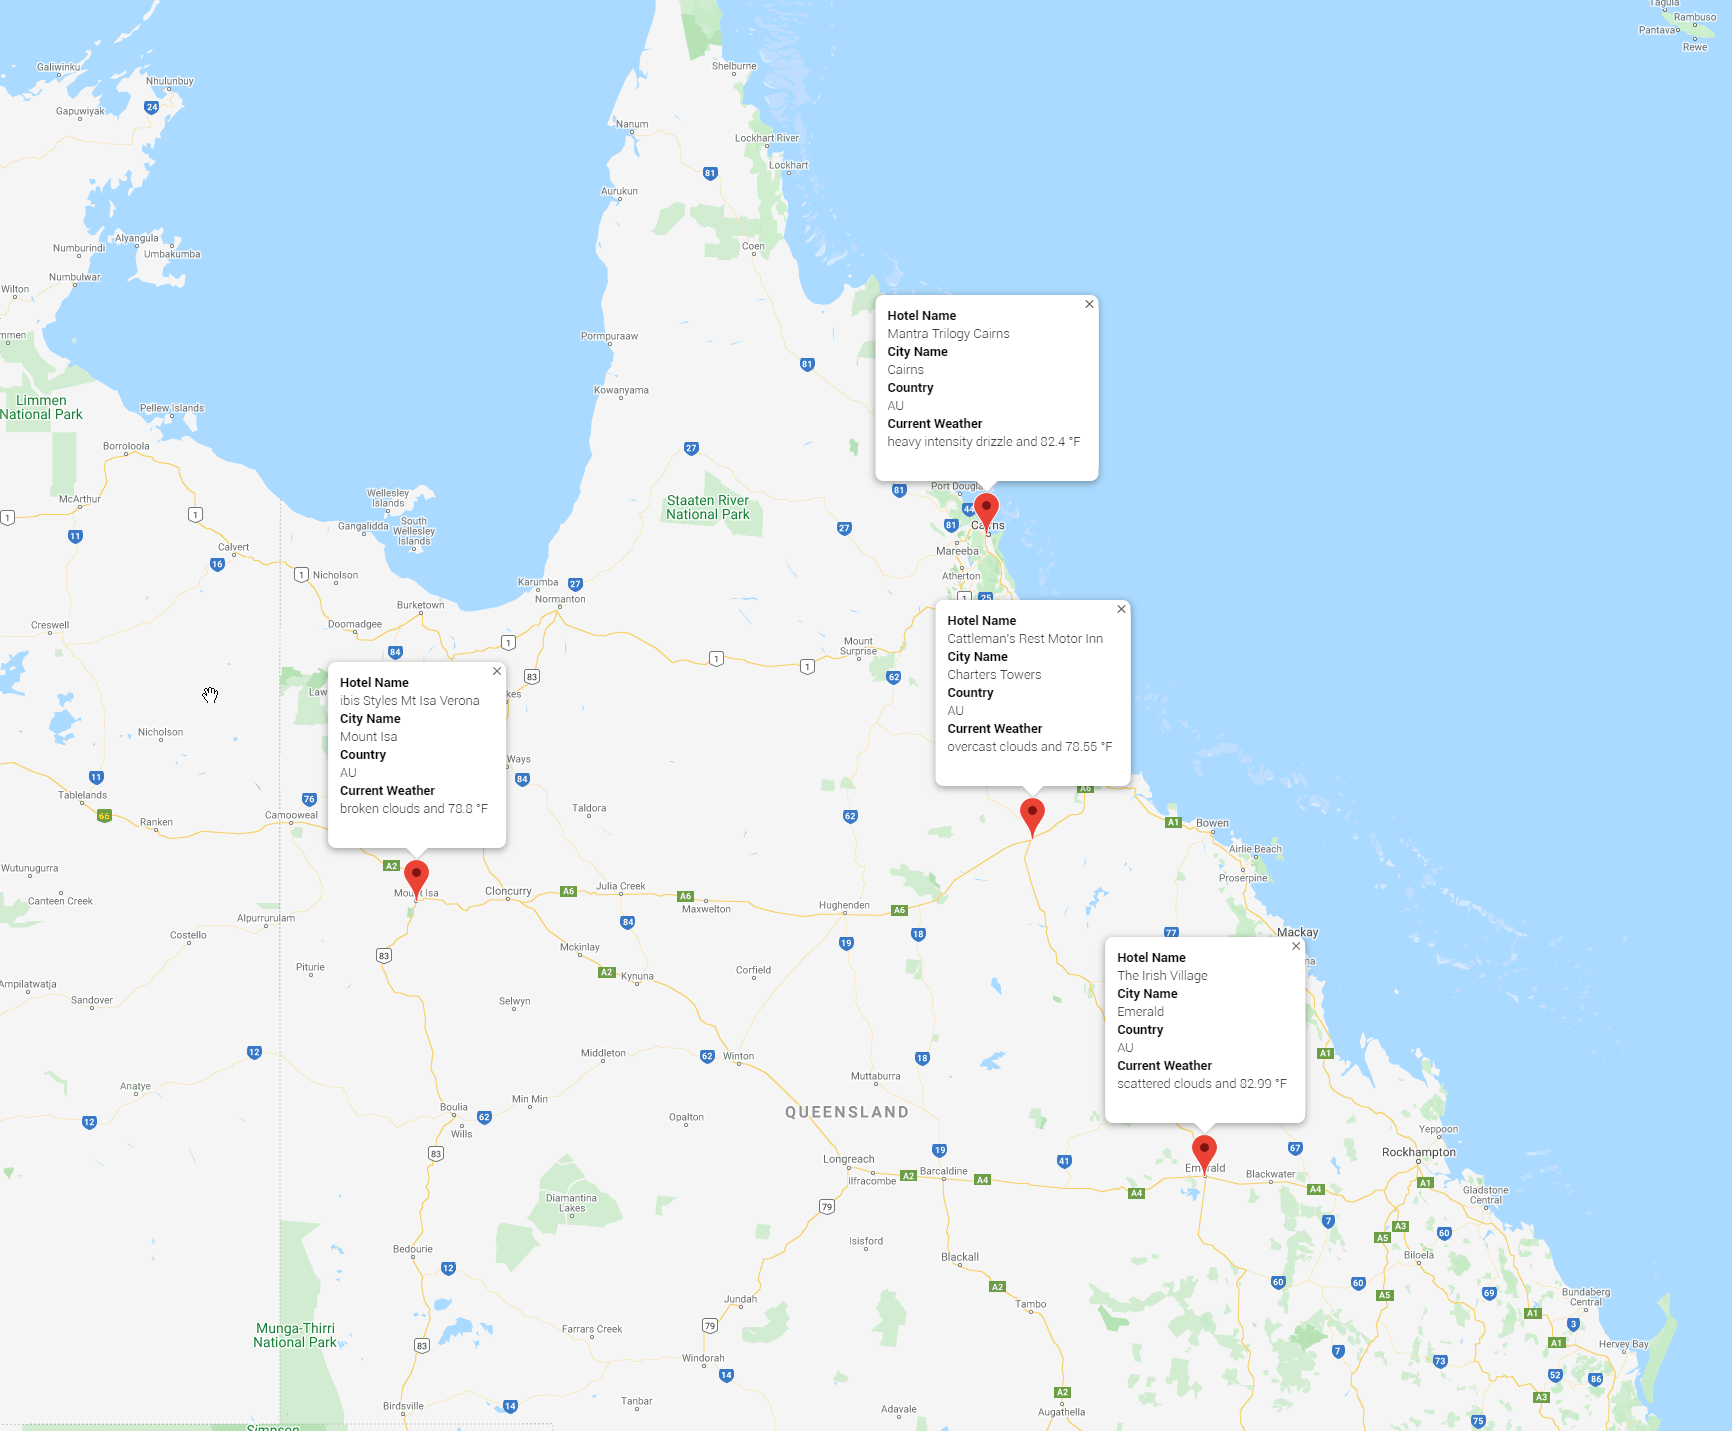 Tagula
Rambuso
Pantava
Rewe
Galiwinku
Shelburne
Nhulunbuy
24
Gapuwiyak
Nanum
Lockhart River
Lockhart
81
Aurukun
Alyangula
Numburindi
Umbakumba
Coen
Numbulwar
Wilton
Hotel Name
Mantra Trilogy Cairns
City Name
Cairns
Country
AU
Current Weather
heavy intensity drizzle and 82.4 °F
Pormpuraaw
81
Kowanyama
Limmen
National Park
Pellew Islands
Borroloola
27
McArthur
Wellesley
Islands
Staaten River
National Park
81
Port Dougla
1
1
44
Gangalidda
South
Wellesley
Islands
27
81
Cairns
11
Calvert
Mareeba
16
1
Nicholson
Karumba
27
Atherton
Normanton
1
25
Burketown
Creswell
Doomadgee
1
Mount
Surprise
84
1
1
83
62
Hotel Name
Cattleman's Rest Motor Inn
City Name
Charters Towers
Country
AU
Current Weather
overcast clouds and 78.55 °F
Hotel Name
ibis Styles Mt Isa Verona
City Name
Mount Isa
Country
AU
Current Weather
broken clouds and 78.8 °F
Law
kes
Nicholson
Ways
11
84
Tablelands
76
66
Ranken
Camooweal
Taldora
62
A6
A1
Bowen
Airlie Beach
Proserpine
Wutunugurra
A2
Mount Isa
Cloncurry
A6
Julia Creek
A6
Maxwelton
Hughenden
A6
Canteen Creek
Alpurrurulam
84
Costello
19
18
77
Mackay
Mckinlay
83
Piturie
A2
Kynuna
Corfield
Ampilatwatja
Sandover
Selwyn
Hotel Name
The Irish Village
City Name
Emerald
Country
AU
Current Weather
scattered clouds and 82.99 °F
na
12
Middleton
62
Winton
18
A1
Anatye
Muttaburra
Boulia
62
Min Min
Opalton
QUEENSLAND
12
Wills
Yeppoon
83
19
67
Rockhampton
Longreach
41
Ilfracombe
A2
Barcaldine
A4
Emerald
Blackwater
A4
A4
A1
Diamantina
Lakes
79
Gladstone
Central
7
A3
60
A5
Bedourie
Isisford
Blackall
Biloela
12
A2
60
60
A5
69
Bundaberg
Central
Jundah
Tambo
A1
Munga-Thirri
National Park
79
Farrars Creek
3
83
A1
Hervey Bay
7
Windorah
73
14
52
86
Birdsville
14
Tanbar
A2
A3
Adavale
Augathella
75
Simpson